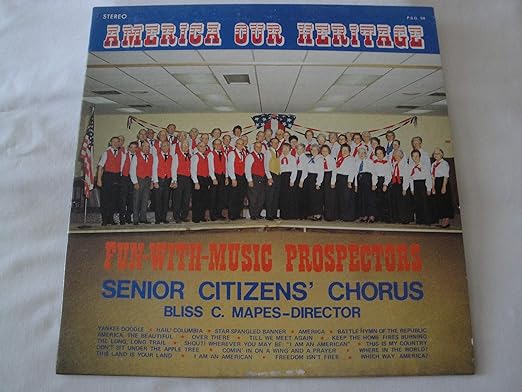 STEREO
P.S.G. 58
AMERICA OUR HERITAGE
FUN-WITH-MUSIC PROSPECTORS
SENIOR CITIZENS' CHORUS
BLISS C. MAPES-DIRECTOR
YANKEE DOODLE ★ HAIL! COLUMBIA ★ STAR-SPANGLED BANNER ★ AMERICA ★ BATTLE HYMN OF THE REPUBLIC
AMERICA, THE BEAUTIFUL ★ OVER THERE ★ TILL WE MEET AGAIN ★ KEEP THE HOME FIRES BURNING
THE LONG, LONG TRAIL ★ SHOUT! WHEREVER YOU MAY BE: "I AM AN AMERICAN" ★ THIS IS MY COUNTRY
DON'T SIT UNDER THE APPLE TREE ★ COMIN' IN ON A WING AND A PRAYER ★ WHERE IN THE WORLD?
THIS LAND IS YOUR LAND ★ I AM AN AMERICAN ★ FREEDOM ISN'T FREE ★ WHICH WAY, AMERICA?